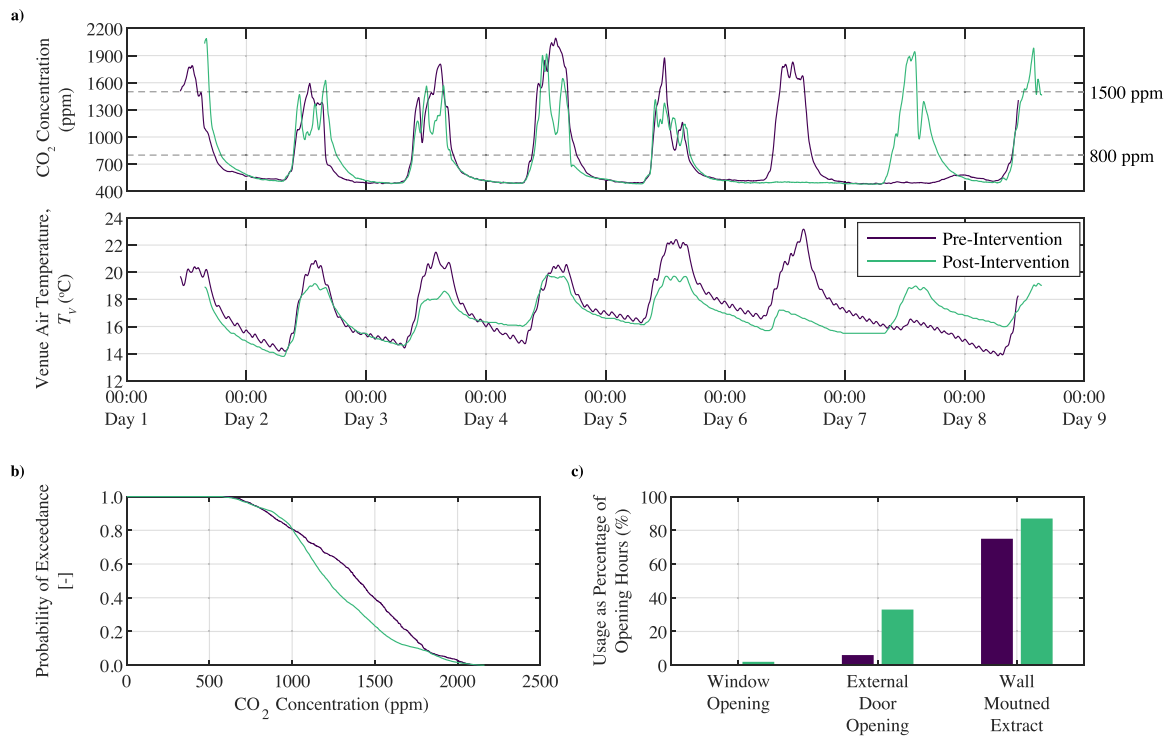 a)
CO2 Concentration
(ppm)
2200
1900
1600
1300
1000
700
400
1500 ppm
800 ppm
Venue Air Temperature.,
Tv (°C)
24
22
20
18
16
14
12
Pre-Intervention
Post-Intervention
00:00 00:00 00:00 00:00 00:00 00:00 00:00 00:00 00:00
Day 1 Day 2 Day 3 Day 4 Day 5 Day 6 Day 7 Day 8 Day 9
b)
Probability of Exceedance
[-]
1.0
0.8
0.6
0.4
0.2
0.0
0 500 1000 1500 2000 2500
CO2 Concentration (ppm)
c)
Usage as Percentage of
Opening Hours (%)
100
80
60
40
20
0
Window
Opening
External
Door
Opening
Wall
Moutned
Extract